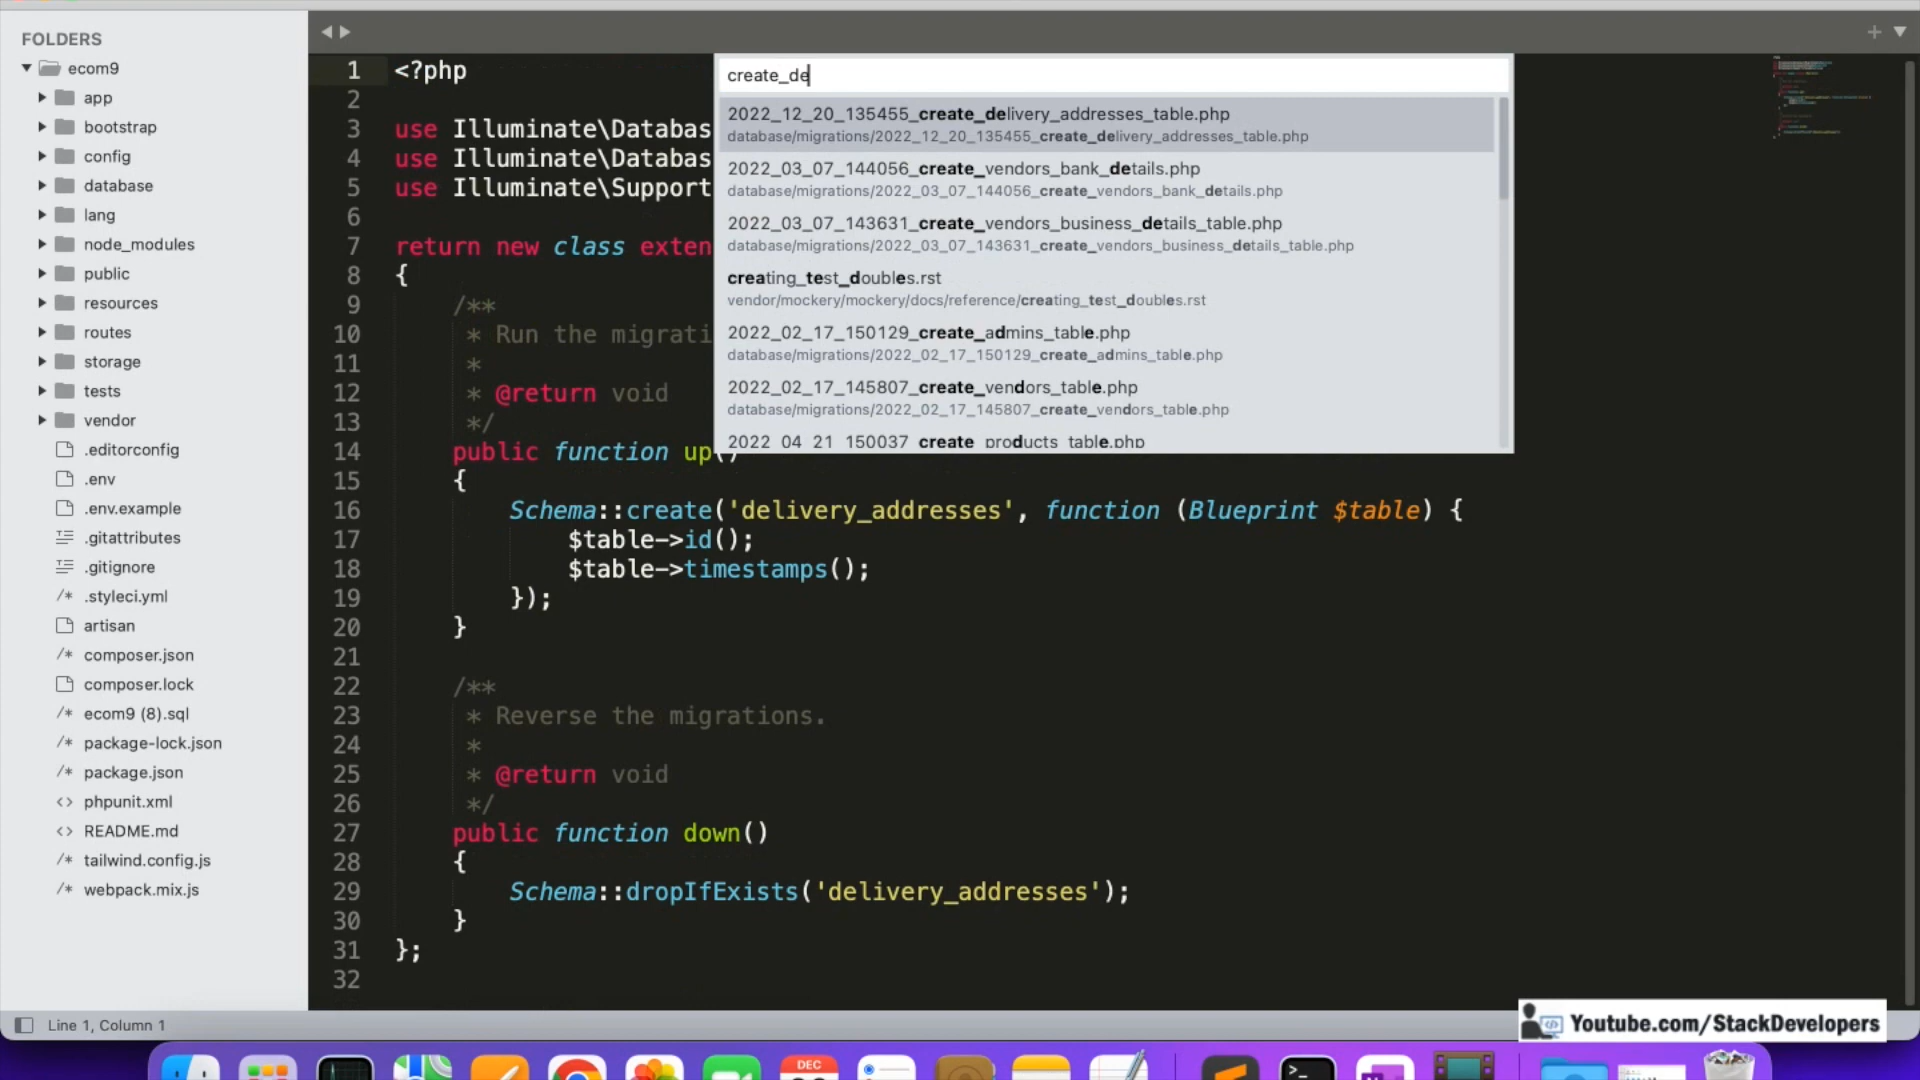 FOLDERS
ecom9
app
bootstrap
config
database
lang
node_modules
public
resources
routes
storage
tests
vendor
.editorconfig
.env
.env.example
.gitattributes
.gitignore
.styleci.yml
artisan
composer.json
composer.lock
ecom9 (8).sql
package-lock.json
package.json
phpunit.xml
README.md
tailwind.config.js
webpack.mix.js
create_de
2022_12_20_135455_create_delivery_addresses_table.php
database/migrations/2022_12_20_135455_create_delivery_addresses_table.php
2022_03_07_144056_create_vendors_bank_details.php
database/migrations/2022_03_07_144056_create_vendors_bank_details.php
2022_03_07_143631_create_vendors_business_details_table.php
database/migrations/2022_03_07_143631_create_vendors_business_details_table.php
creating_test_doubles.rst
vendor/mockery/mockery/docs/reference/creating_test_doubles.rst
2022_02_17_150129_create_admins_table.php
database/migrations/2022_02_17_150129_create_admins_table.php
2022_02_17_145807_create_vendors_table.php
database/migrations/2022_02_17_145807_create_vendors_table.php
2022_04_21_150037_create_products_table.php
1 <?php
2
3 use Illuminate\Databas
4 use Illuminate\Databas
5 use Illuminate\Support
6
7 return new class exten
8 {
9 /**
10 * Run the migrati
11 *
12 * @return void
13 */
14 public function up()
15 {
16 Schema::create('delivery_addresses', function (Blueprint $table) {
17 $table->id();
18 $table->timestamps();
19 });
20 }
21
22 /**
23 * Reverse the migrations.
24 *
25 * @return void
26 */
27 public function down()
28 {
29 Schema::dropIfExists('delivery_addresses');
30 }
31 };
32
Line 1, Column 1
Youtube.com/StackDevelopers
DEC